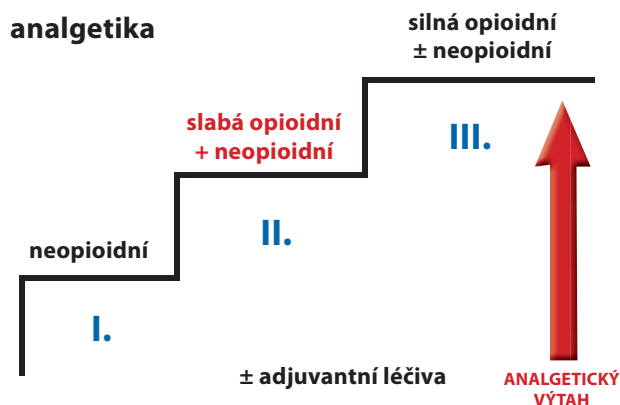 analgetika
silná opioidní
± neopioidní
slabá opioidní
+ neopioidní
III.
neopioidní
II.
I.
± adjuvantní léčiva
ANALGETICKÝ
VÝTAH